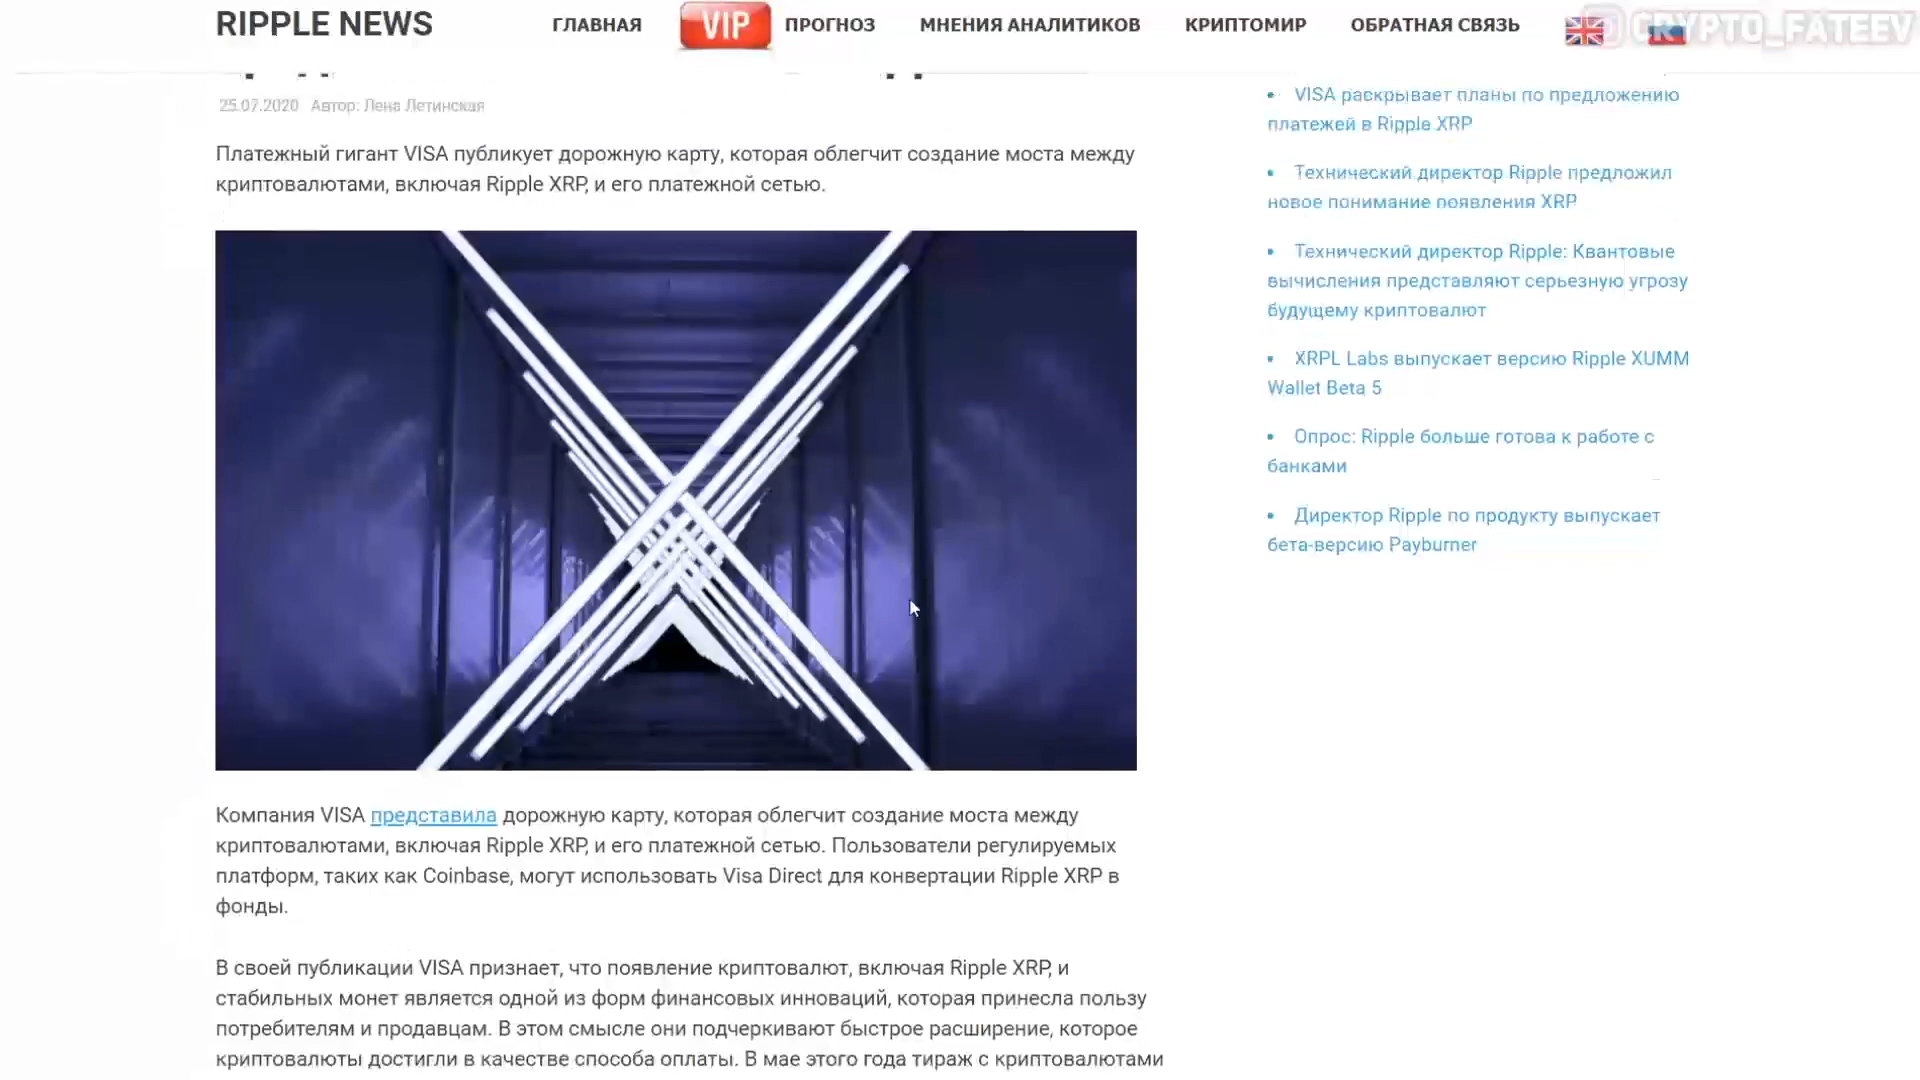 RIPPLE NEWS
ГЛАВНАЯ
VIP ПРОГНОЗ
МНЕНИЯ АНАЛИТИКОВ
КРИПТОМИР
ОБРАТНАЯ СВЯЗЬ
CRYPTO_FATEEV
25.07.2020 Автор: Лена Летинская
Платежный гигант VISA публикует дорожную карту, которая облегчит создание моста между
криптовалютами, включая Ripple XRP, и его платежной сетью.
Компания VISA представила дорожную карту, которая облегчит создание моста между
криптовалютами, включая Ripple XRP, и его платежной сетью. Пользователи регулируемых
платформ, таких как Coinbase, могут использовать Visa Direct для конвертации Ripple XRP в
фонды.
В своей публикации VISA признает, что появление криптовалют, включая Ripple XRP, и
стабильных монет является одной из форм финансовых инноваций, которая принесла пользу
потребителям и продавцам. В этом смысле они подчеркивают быстрое расширение, которое
криптовалюты достигли в качестве способа оплаты. В мае этого года тираж с криптовалютами
• VISA раскрывает планы по предложению
платежей в Ripple XRP
• Технический директор Ripple предложил
новое понимание появления XRP
• Технический директор Ripple: Квантовые
вычисления представляют серьезную угрозу
будущему криптовалют
• XRPL Labs выпускает версию Ripple XUMM
Wallet Beta 5
• Опрос: Ripple больше готова к работе с
банками
• Директор Ripple по продукту выпускает
бета-версию Payburner